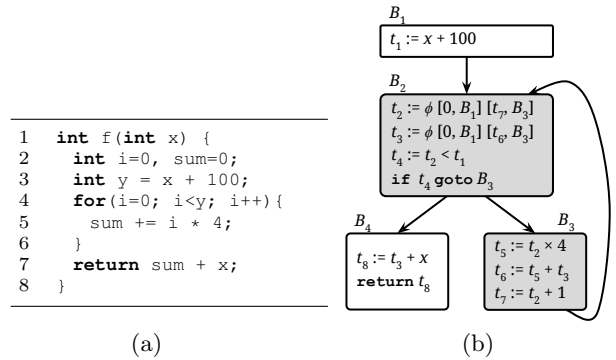 1 int f(int x) {
2 int i=0, sum=0;
3 int y = x + 100;
4 for(i=0; i<y; i++){
5 sum += i * 4;
6 }
7 return sum + x;
8 }
(a)
B₁
t₁ := x + 100
B₂
t₂ := ϕ [0, B₁] [t₇, B₃]
t₃ := ϕ [0, B₁] [t₆, B₃]
t₄ := t₂ < t₁
if t₄ goto B₃
B₄
t₈ := t₃ + x
return t₈
B₃
t₅ := t₂ × 4
t₆ := t₅ + t₃
t₇ := t₂ + 1
(b)